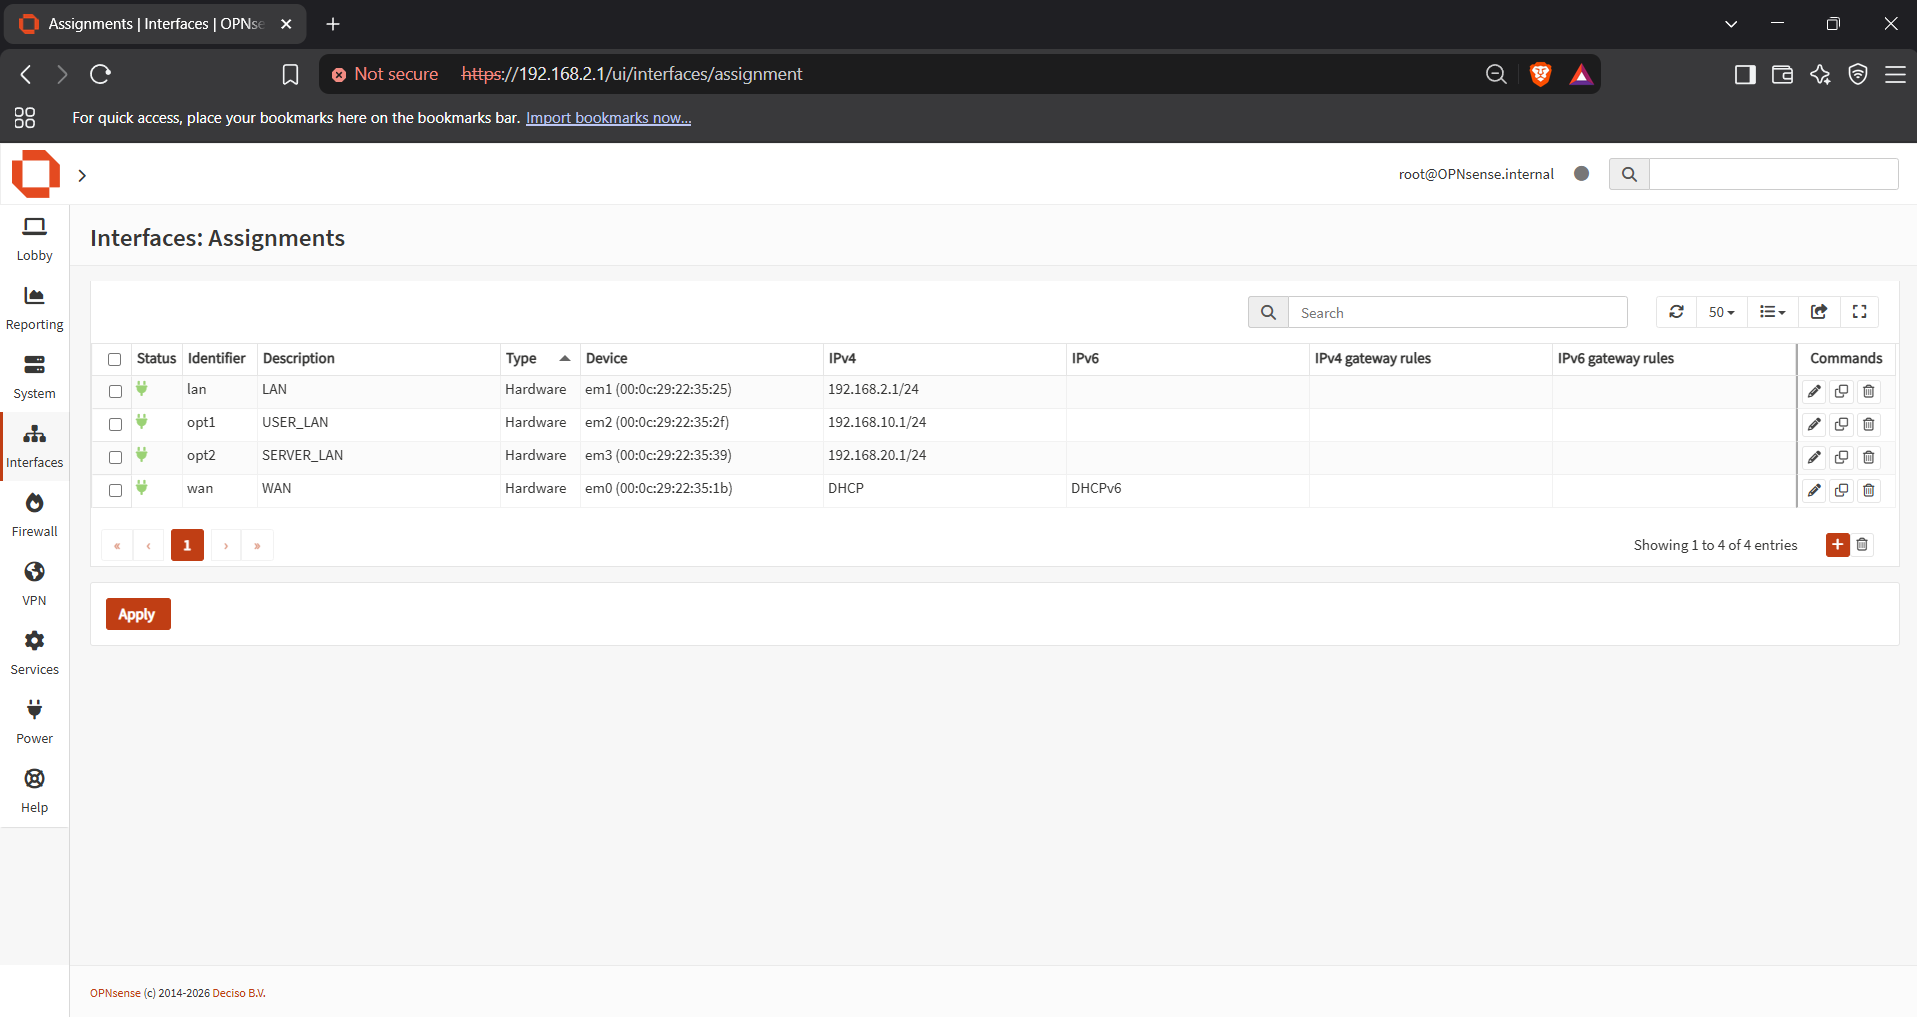 Assignments | Interfaces | OPNse
Not secure https://192.168.2.1/ui/interfaces/assignment
For quick access, place your bookmarks here on the bookmarks bar. Import bookmarks now...
root@OPNsense.internal
Lobby
Reporting
System
Interfaces
Firewall
VPN
Services
Power
Help
Interfaces: Assignments
Search
50
Status Identifier Description Type Device IPv4 IPv6 IPv4 gateway rules IPv6 gateway rules Commands
lan LAN Hardware em1 (00:0c:29:22:35:25) 192.168.2.1/24
opt1 USER_LAN Hardware em2 (00:0c:29:22:35:2f) 192.168.10.1/24
opt2 SERVER_LAN Hardware em3 (00:0c:29:22:35:39) 192.168.20.1/24
wan WAN Hardware em0 (00:0c:29:22:35:1b) DHCP DHCPv6
« ‹ 1 › »
Showing 1 to 4 of 4 entries
Apply
OPNsense (c) 2014-2026 Deciso B.V.